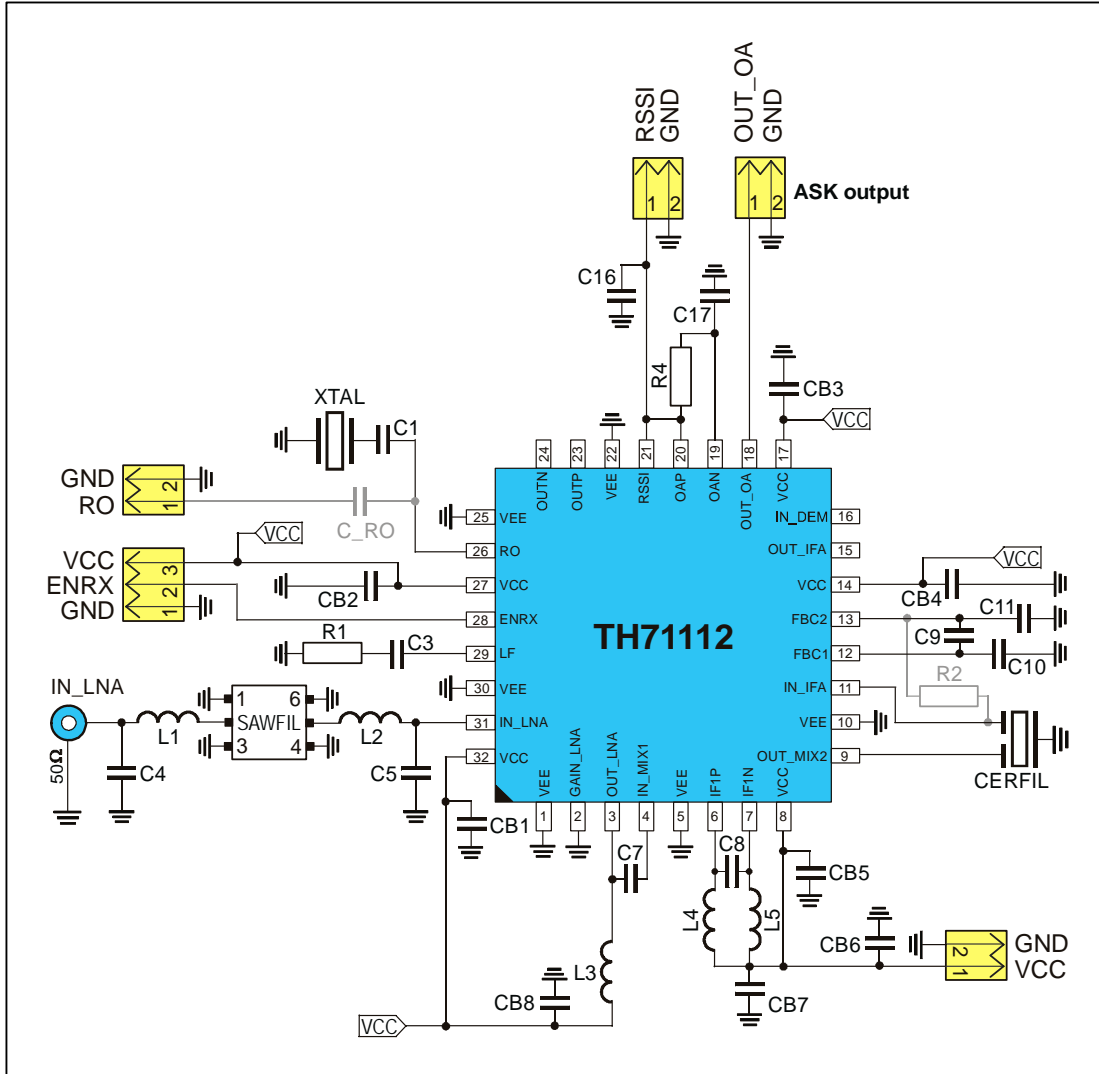 RSSI
GND
OUT_OA
GND
1
2
1
2
ASK output
C16
C17
R4
CB3
VCC
XTAL
C1
GND
RO
2
1
C_RO
VCC
VCC
ENRX
GND
3
2
1
CB2
R1
C3
24
23
22
21
20
19
18
17
OUTN
OUTP
VEE
RSSI
OAP
OAN
OUT_OA
VCC
25
VEE
26
RO
27
VCC
28
ENRX
29
LF
30
VEE
31
IN_LNA
32
VCC
TH71112
IN_DEM
16
OUT_IFA
15
VCC
14
FBC2
13
FBC1
12
IN_IFA
11
VEE
10
OUT_MIX2
9
VCC
CB4
C11
C9
C10
R2
CERFIL
IN_LNA
50Ω
L1
1
6
SAWFIL
3
4
L2
C4
C5
VEE
GAIN_LNA
OUT_LNA
IN_MIX1
VEE
IF1P
IF1N
VCC
1
2
3
4
5
6
7
8
CB1
C7
C8
CB5
L4
L5
L3
CB8
VCC
CB7
CB6
2
1
GND
VCC